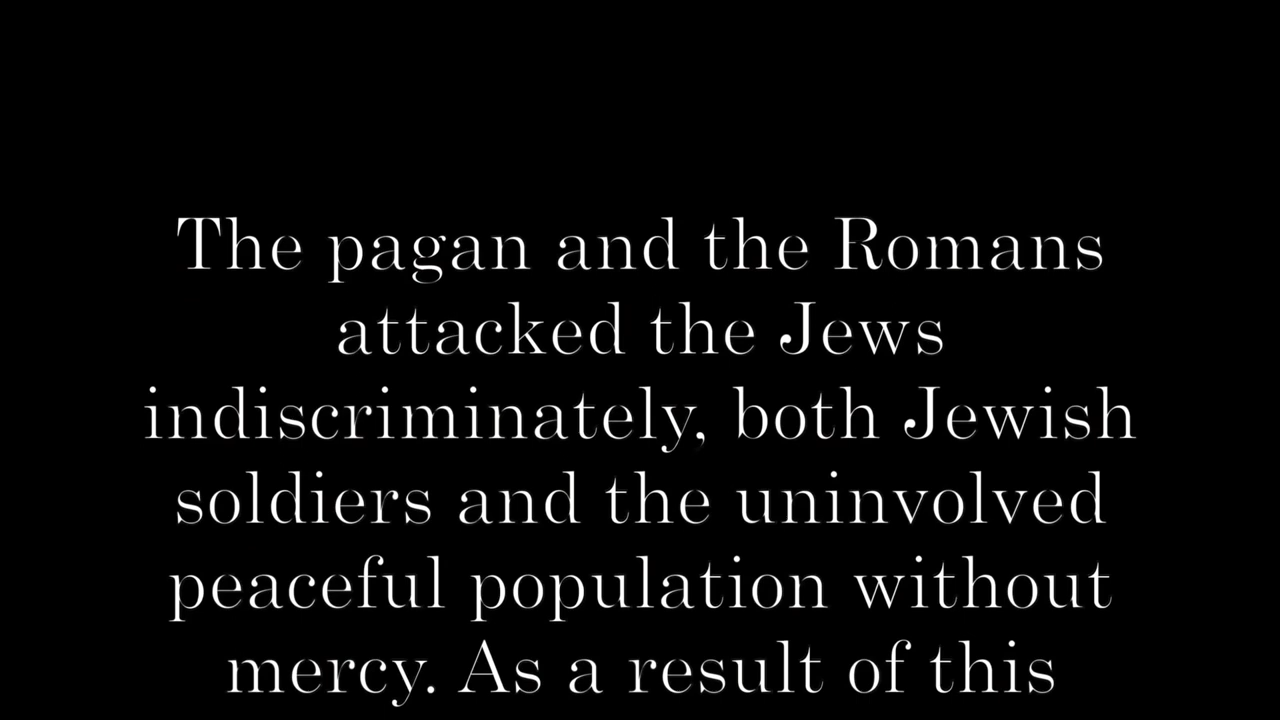 The pagan and the Romans
attacked the Jews
indiscriminately, both Jewish
soldiers and the uninvolved
peaceful population without
mercy. As a result of this